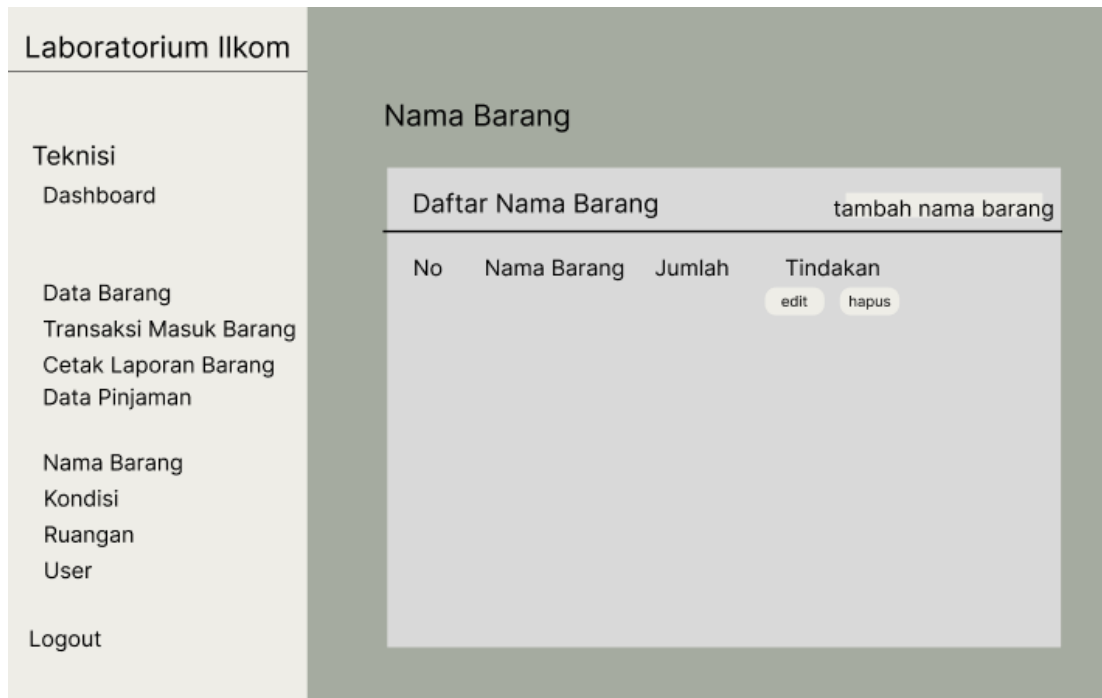 Laboratorium Ilkom
Teknisi
Dashboard
Data Barang
Transaksi Masuk Barang
Cetak Laporan Barang
Data Pinjaman
Nama Barang
Kondisi
Ruangan
User
Logout
Nama Barang
Daftar Nama Barang
tambah nama barang
No Nama Barang Jumlah Tindakan
edit hapus